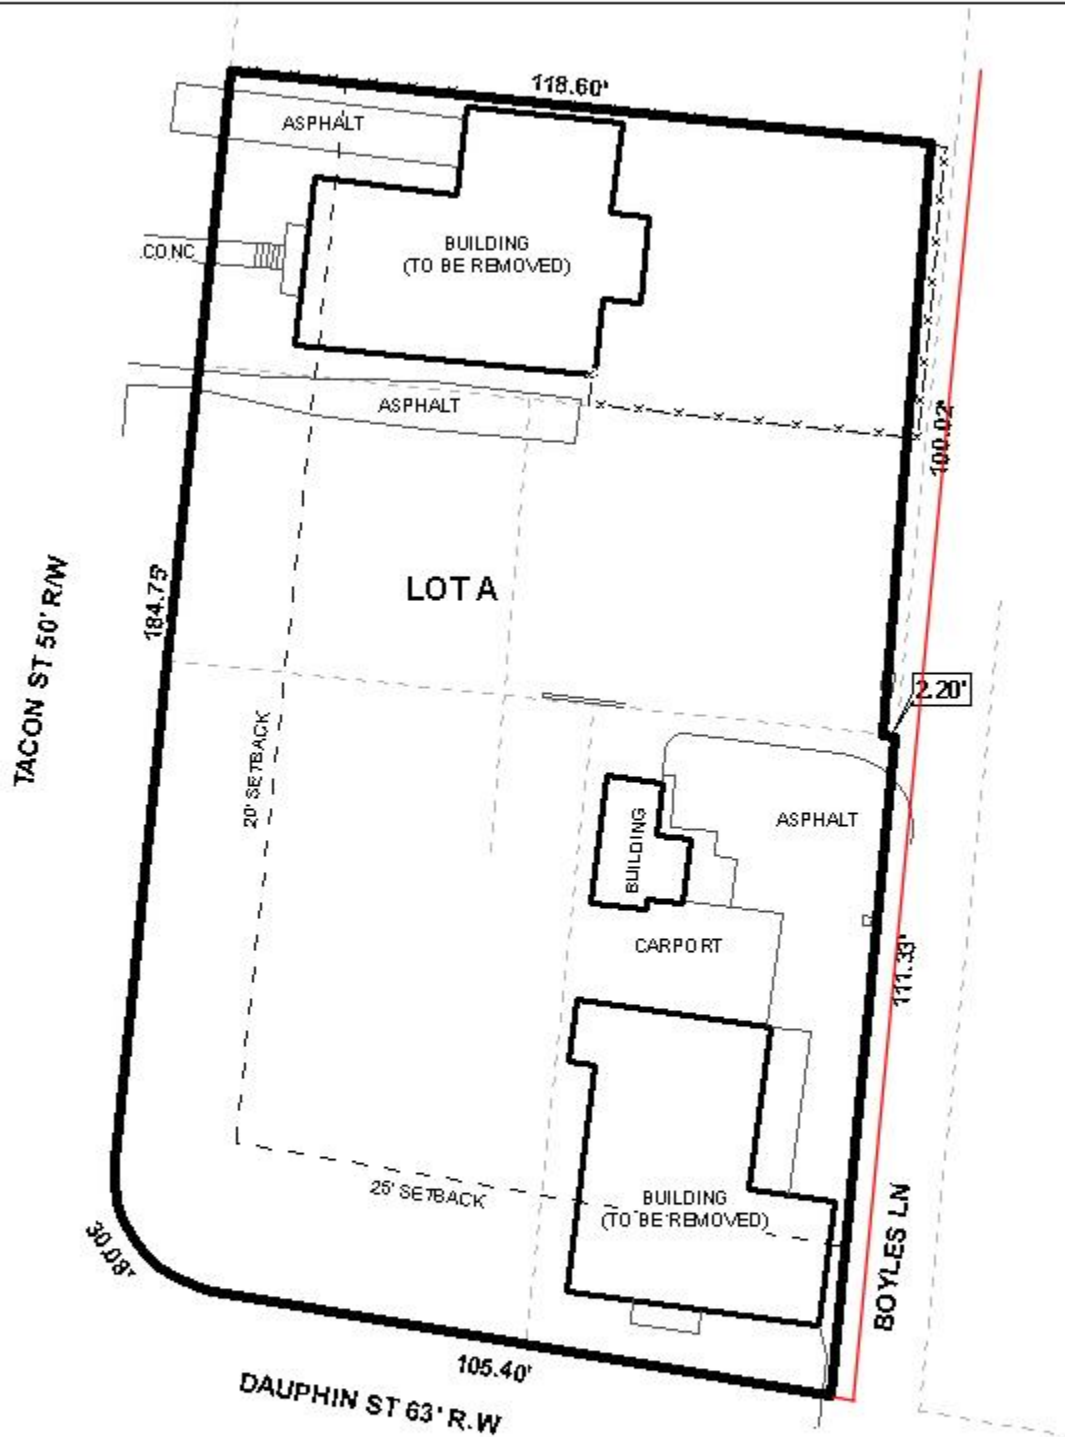 118.60'
ASPHALT
CONC
BUILDING
(TO BE REMOVED)
ASPHALT
100.02'
184.75'
LOT A
TACON ST 50' R/W
2.20'
20' SETBACK
BUILDING
ASPHALT
CARPORT
111.33'
25' SETBACK
BUILDING
(TO BE REMOVED)
30.08'
BOYLES LN
105.40'
DAUPHIN ST 63' R.W